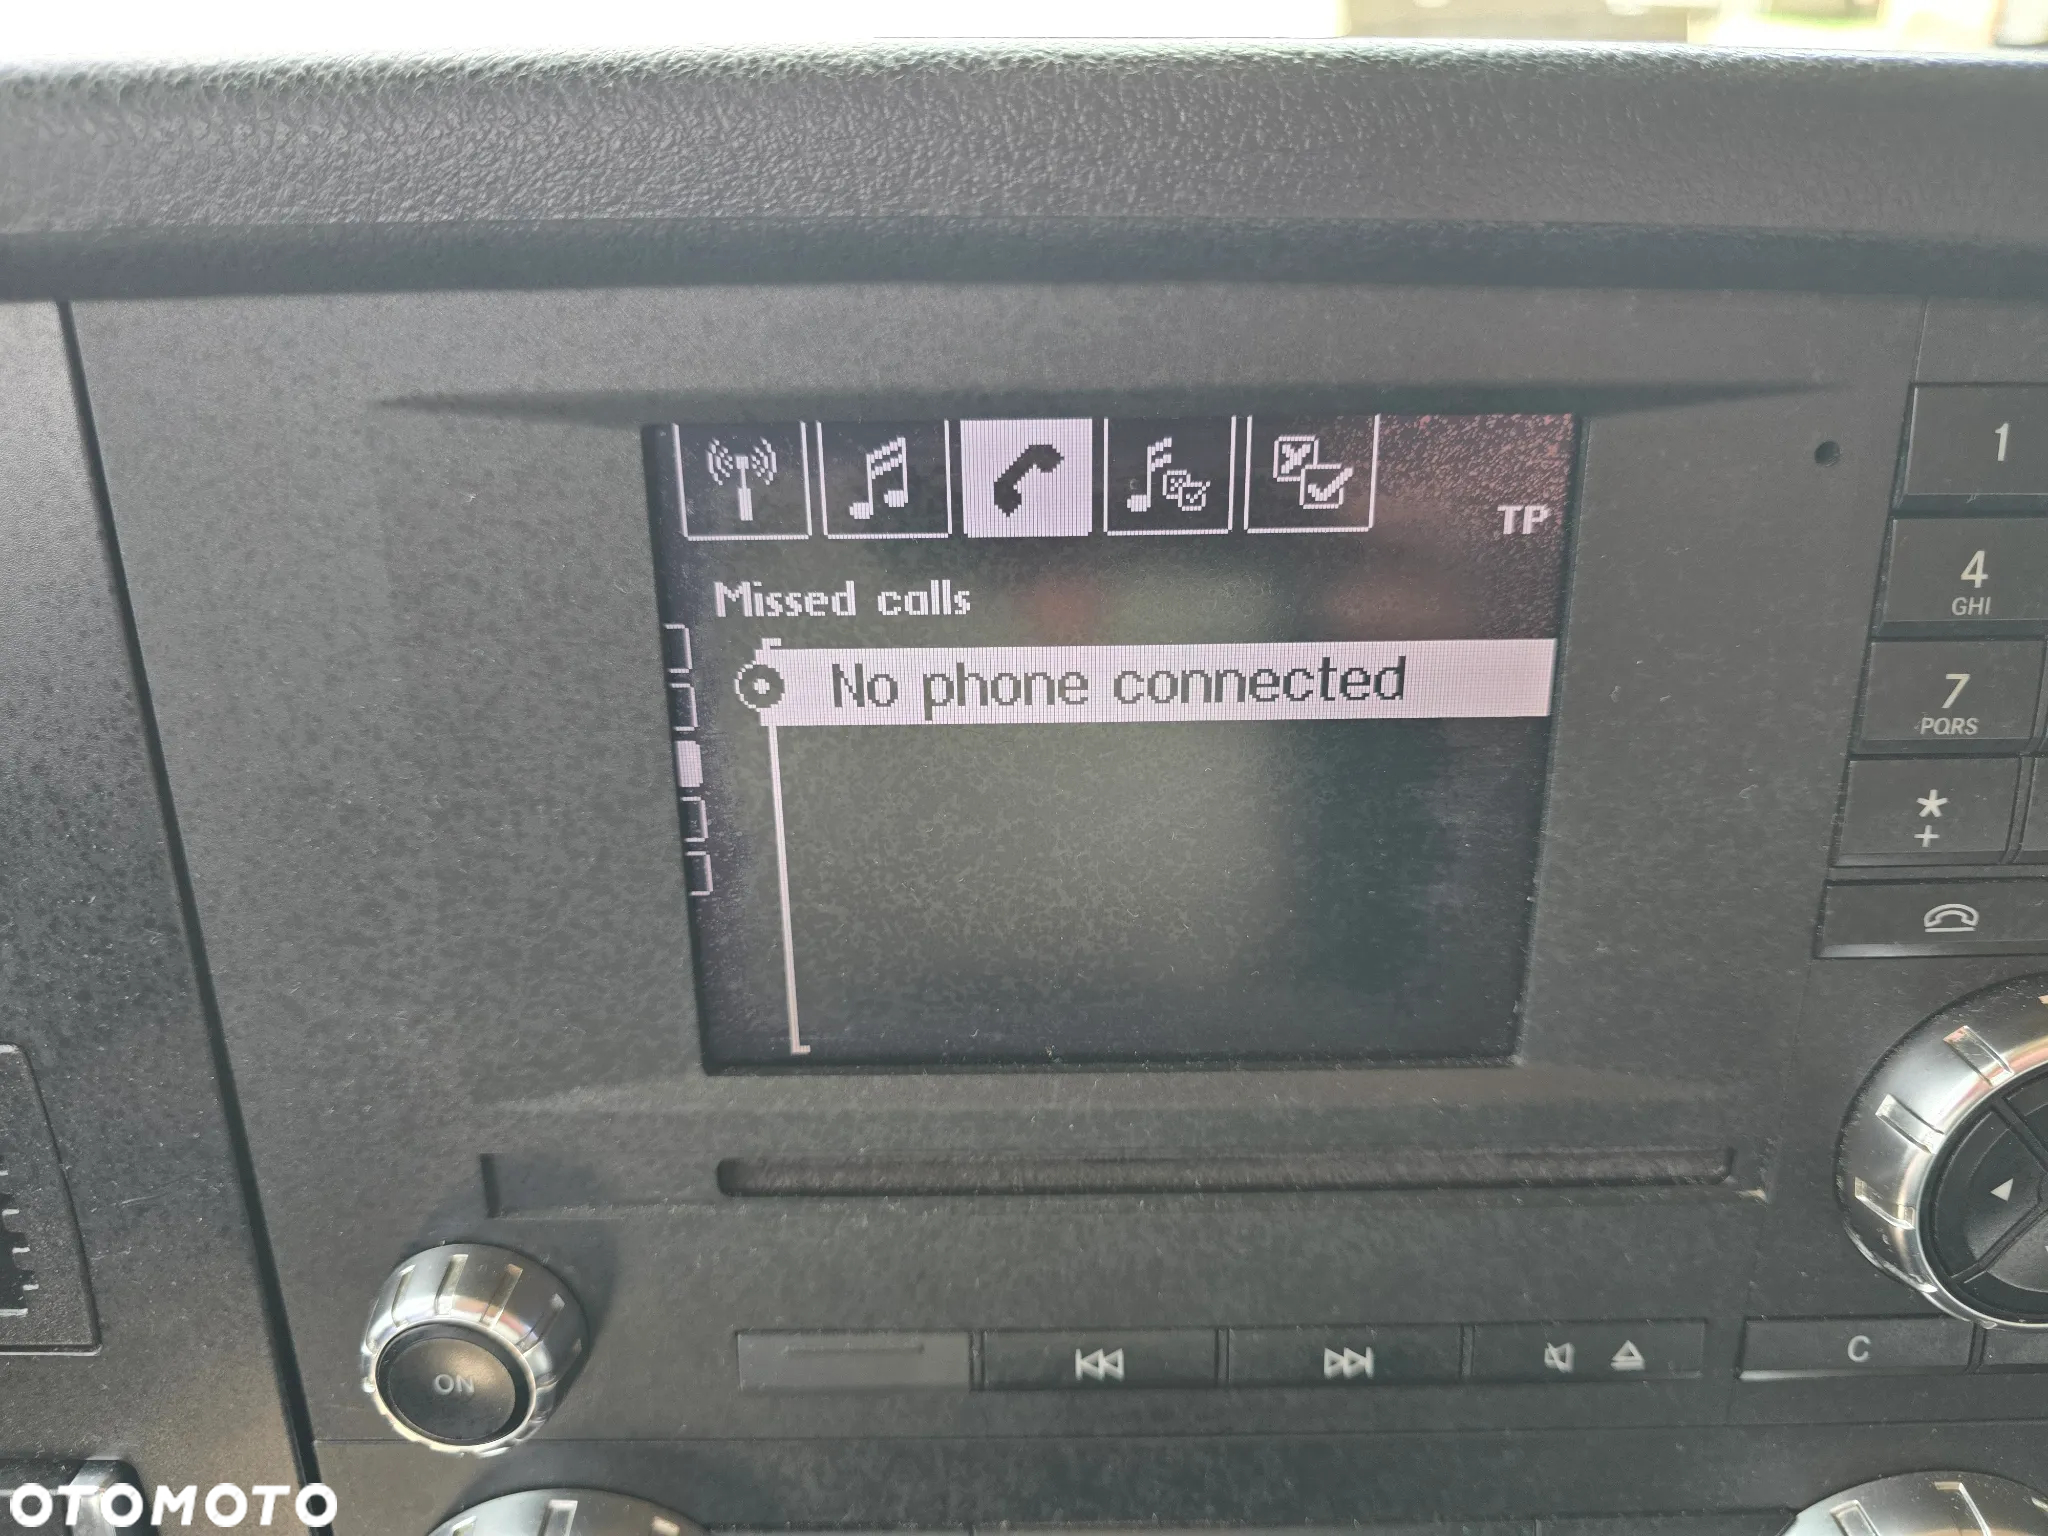 TP
Missed calls
No phone connected
1
4
GHI
7
PQRS
*
+
ON
C
OTOMOTO